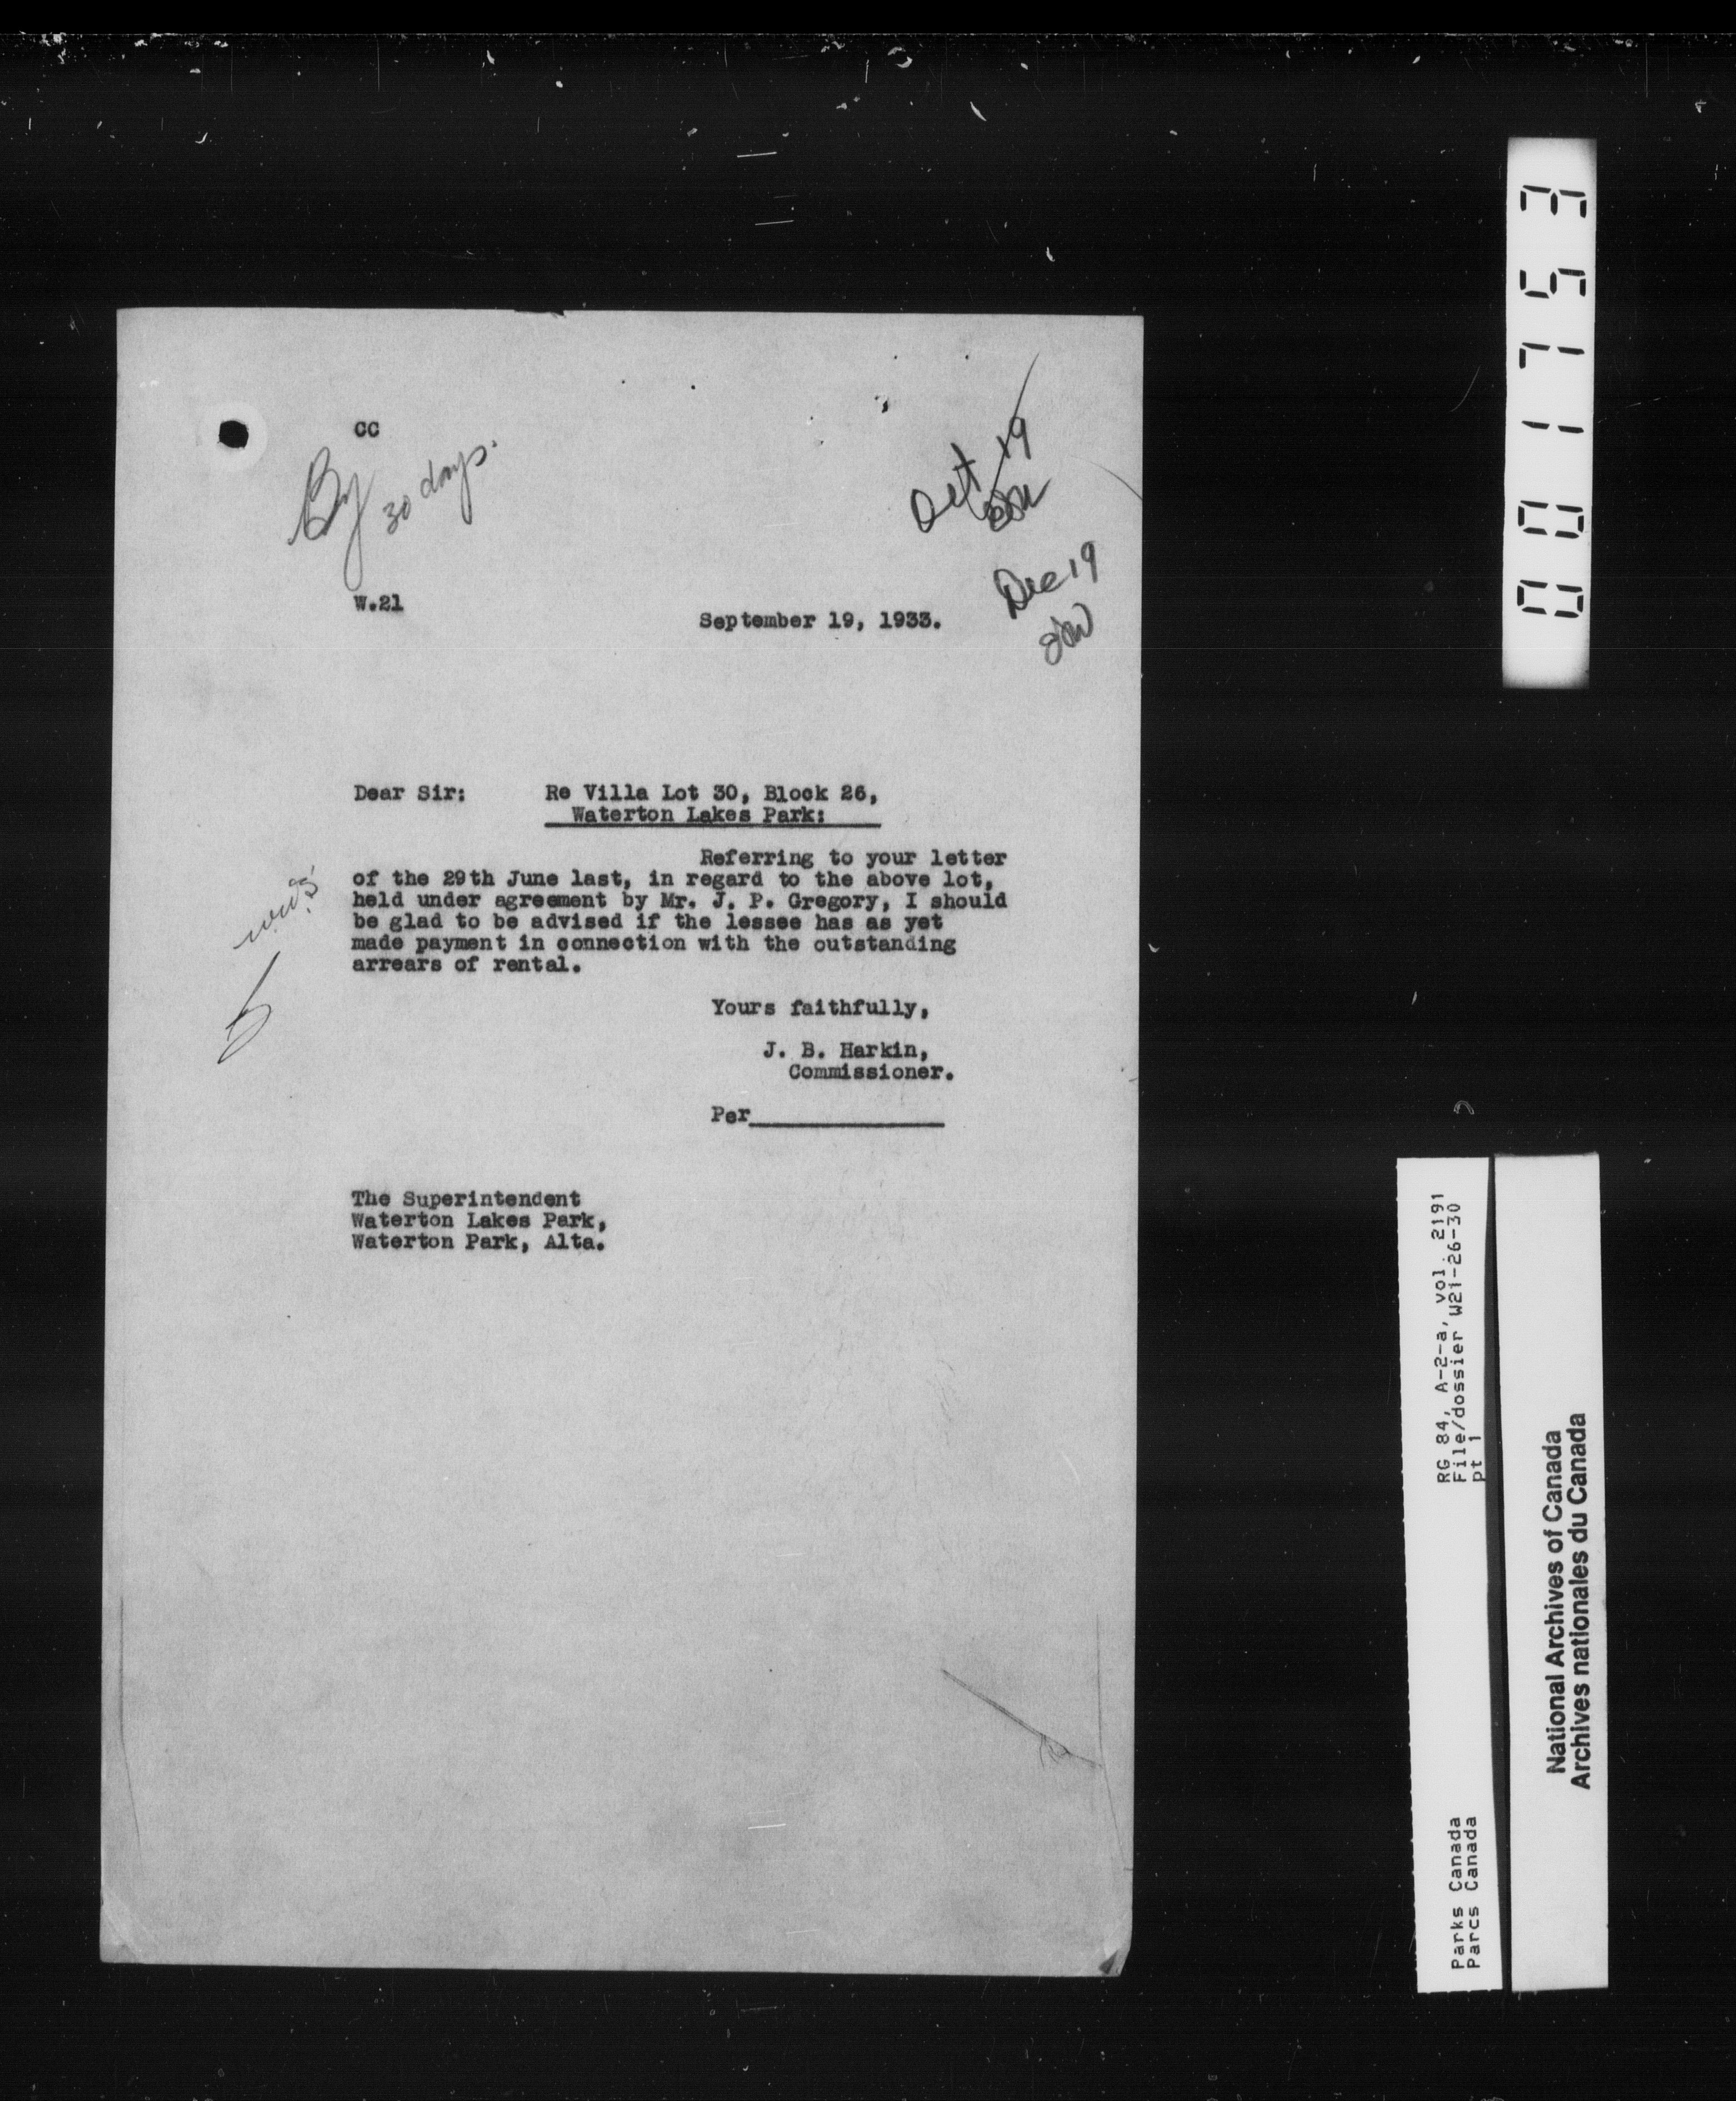 CC
By 30 days.
Oct 19
Dec 19
W.21
September 19, 1933.
Dear Sir: Re Villa Lot 30, Block 26,
Waterton Lakes Park:
Referring to your letter
of the 29th June last, in regard to the above lot,
held under agreement by Mr. J. P. Gregory, I should
be glad to be advised if the lessee has as yet
made payment in connection with the outstanding
arrears of rental.
Yours faithfully,
J. B. Harkin,
Commissioner.
Per
The Superintendent
Waterton Lakes Park,
Waterton Park, Alta.
001753
RG 84, A-2-a, vol. 2191
File/dossier W21-26-30
pt 1
Parks Canada
Parcs Canada
National Archives of Canada
Archives nationales du Canada